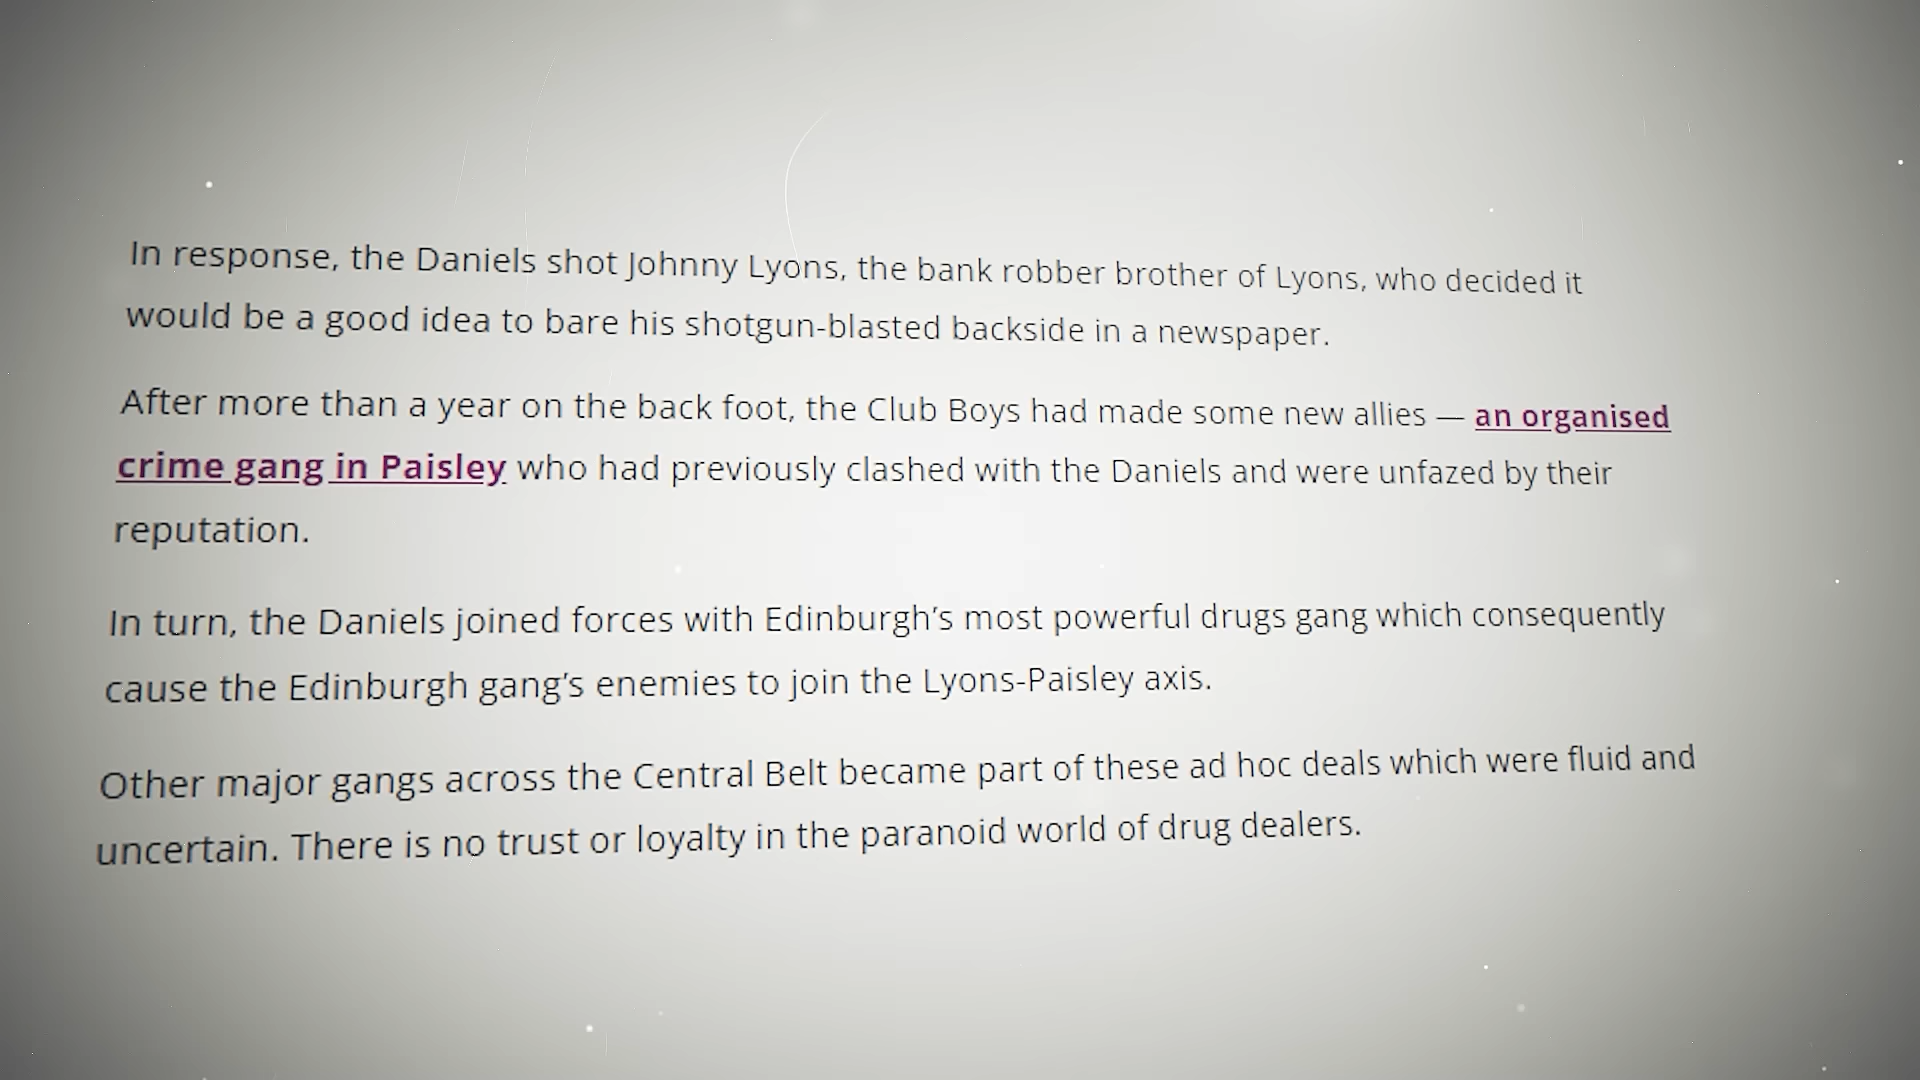 In response, the Daniels shot Johnny Lyons, the bank robber brother of Lyons, who decided it
would be a good idea to bare his shotgun-blasted backside in a newspaper.
After more than a year on the back foot, the Club Boys had made some new allies — an organised
crime gang in Paisley who had previously clashed with the Daniels and were unfazed by their
reputation.
In turn, the Daniels joined forces with Edinburgh’s most powerful drugs gang which consequently
cause the Edinburgh gang’s enemies to join the Lyons-Paisley axis.
Other major gangs across the Central Belt became part of these ad hoc deals which were fluid and
uncertain. There is no trust or loyalty in the paranoid world of drug dealers.